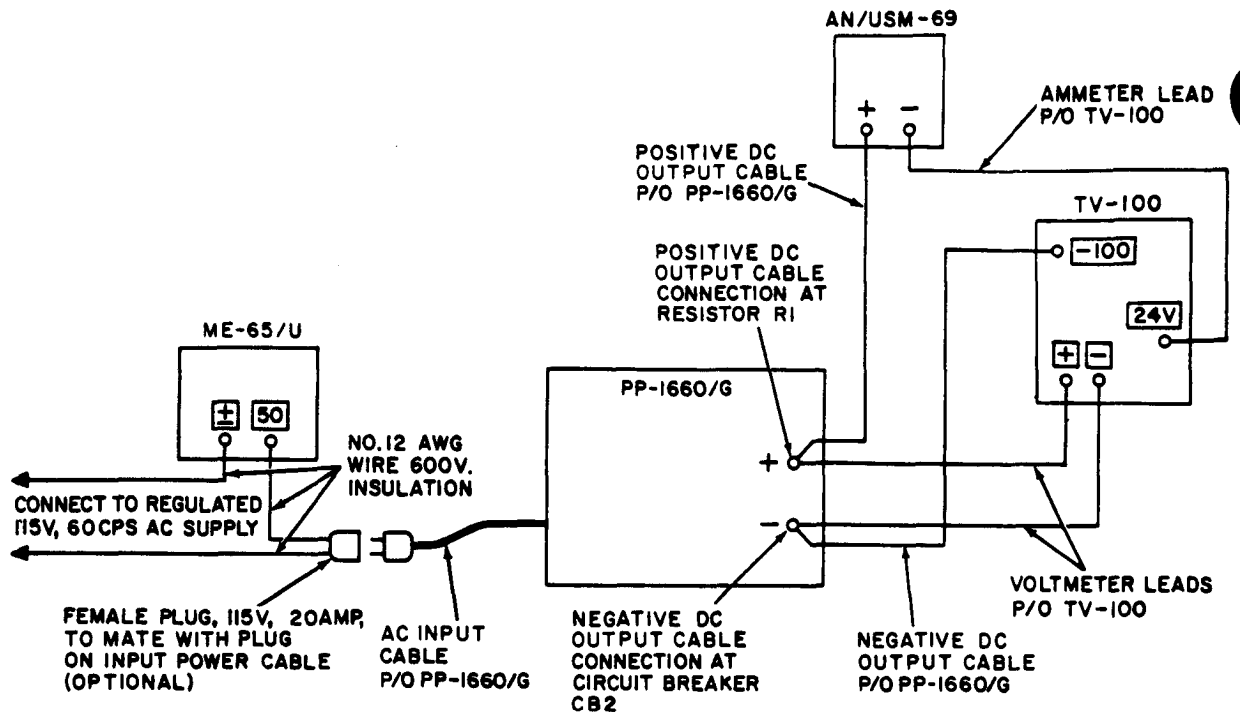 AN/USM-69
+ -
AMMETER LEAD
P/O TV-100
POSITIVE DC
OUTPUT CABLE
P/O PP-1660/G
TV-100
-100
24V
+ -
POSITIVE DC
OUTPUT CABLE
CONNECTION AT
RESISTOR R1
ME-65/U
± 50
NO.12 AWG
WIRE 600V.
INSULATION
PP-1660/G
+
-
CONNECT TO REGULATED
115V, 60CPS AC SUPPLY
VOLTMETER LEADS
P/O TV-100
FEMALE PLUG, 115V, 20AMP,
TO MATE WITH PLUG
ON INPUT POWER CABLE
(OPTIONAL)
AC INPUT
CABLE
P/O PP-1660/G
NEGATIVE DC
OUTPUT CABLE
CONNECTION AT
CIRCUIT BREAKER
CB2
NEGATIVE DC
OUTPUT CABLE
P/O PP-1660/G